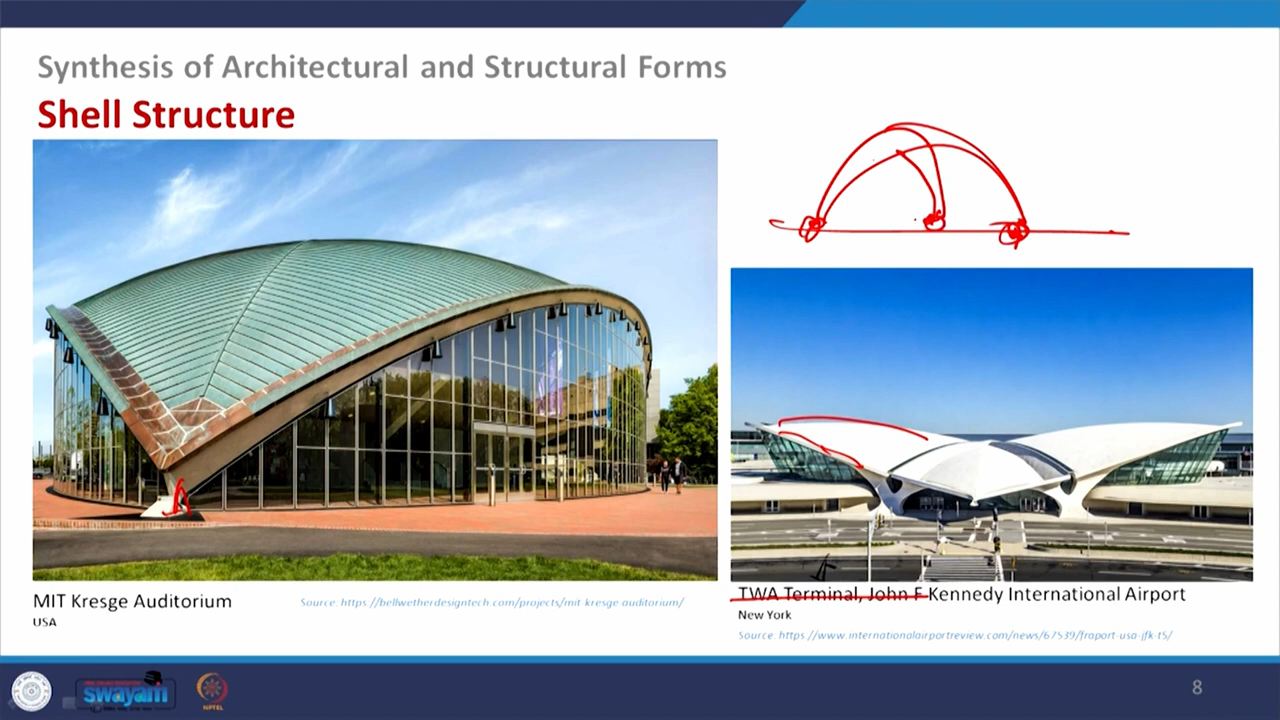 Synthesis of Architectural and Structural Forms
Shell Structure
MIT Kresge Auditorium
USA
Source: https://bellwetherdesigntech.com/projects/mit-kresge-auditorium/
TWA Terminal, John F Kennedy International Airport
New York
Source: https://www.internationalairportreview.com/news/67539/fraport-usa-jfk-t5/
swayam
NPTEL
8